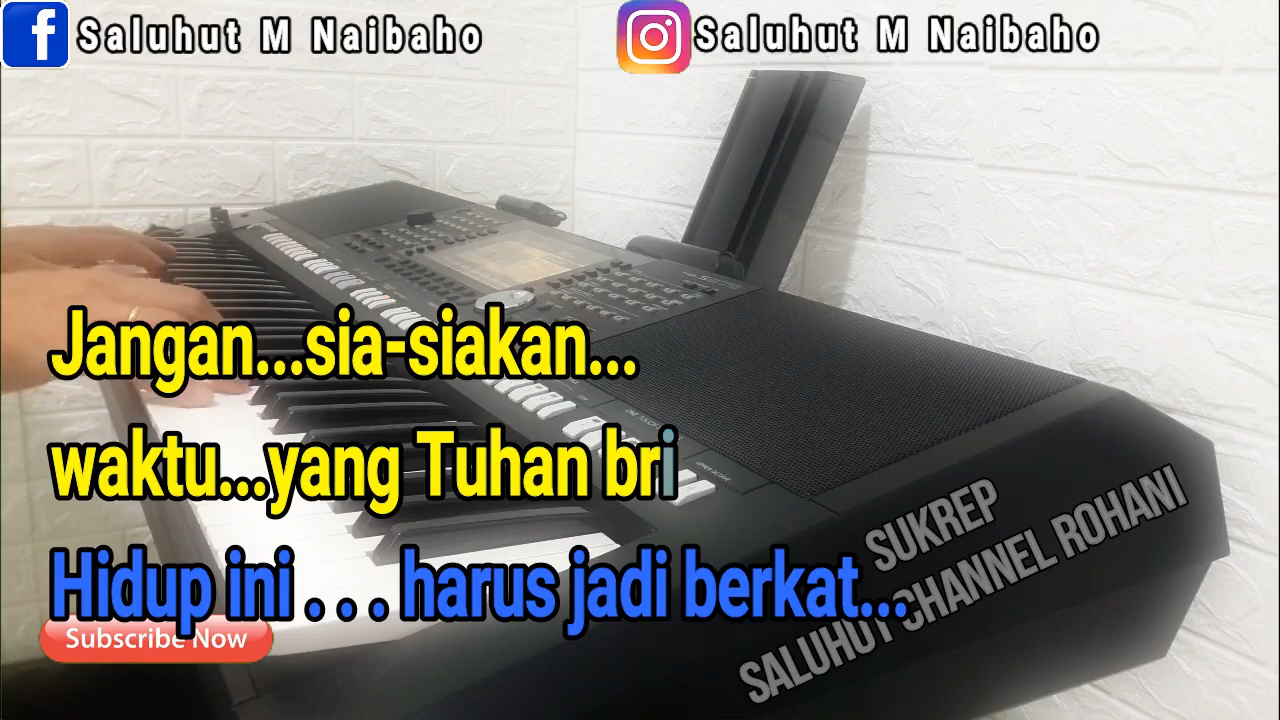 Saluhut M Naibaho
Saluhut M Naibaho
Jangan...sia-siakan...
waktu...yang Tuhan bri
Hidup ini . . . harus jadi berkat...
Subscribe Now
SUKREP
SALUHUT CHANNEL ROHANI